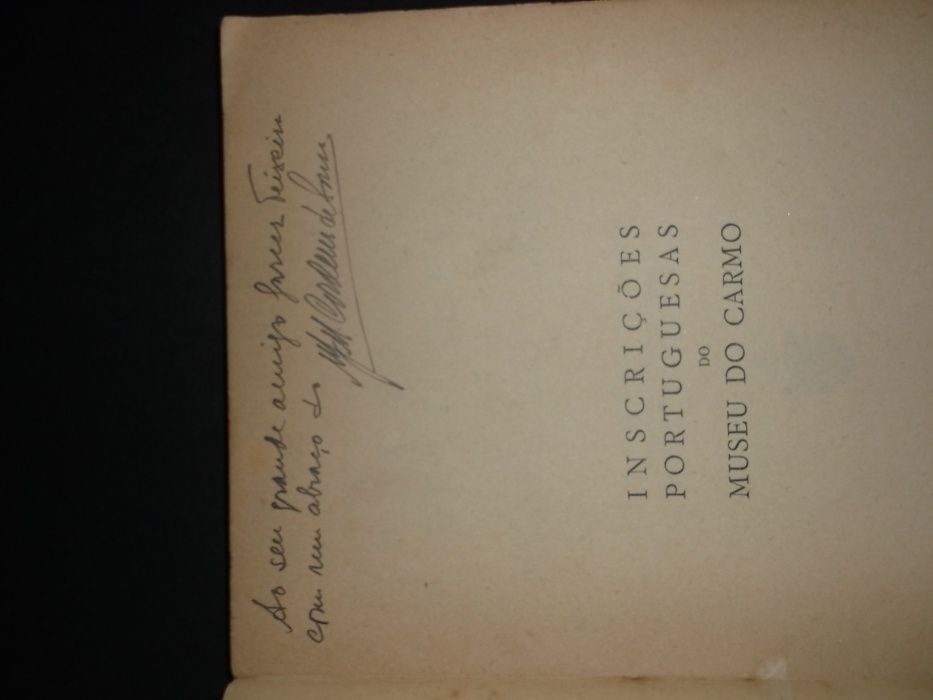 Ao seu grande amigo Teixeira
com um abraço do
INSCRIÇÕES
PORTUGUESAS
DO
MUSEU DO CARMO